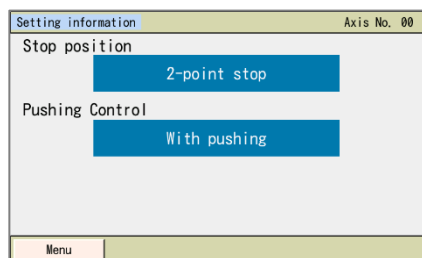 Setting information Axis No. 00
Stop position
2-point stop
Pushing Control
With pushing
Menu